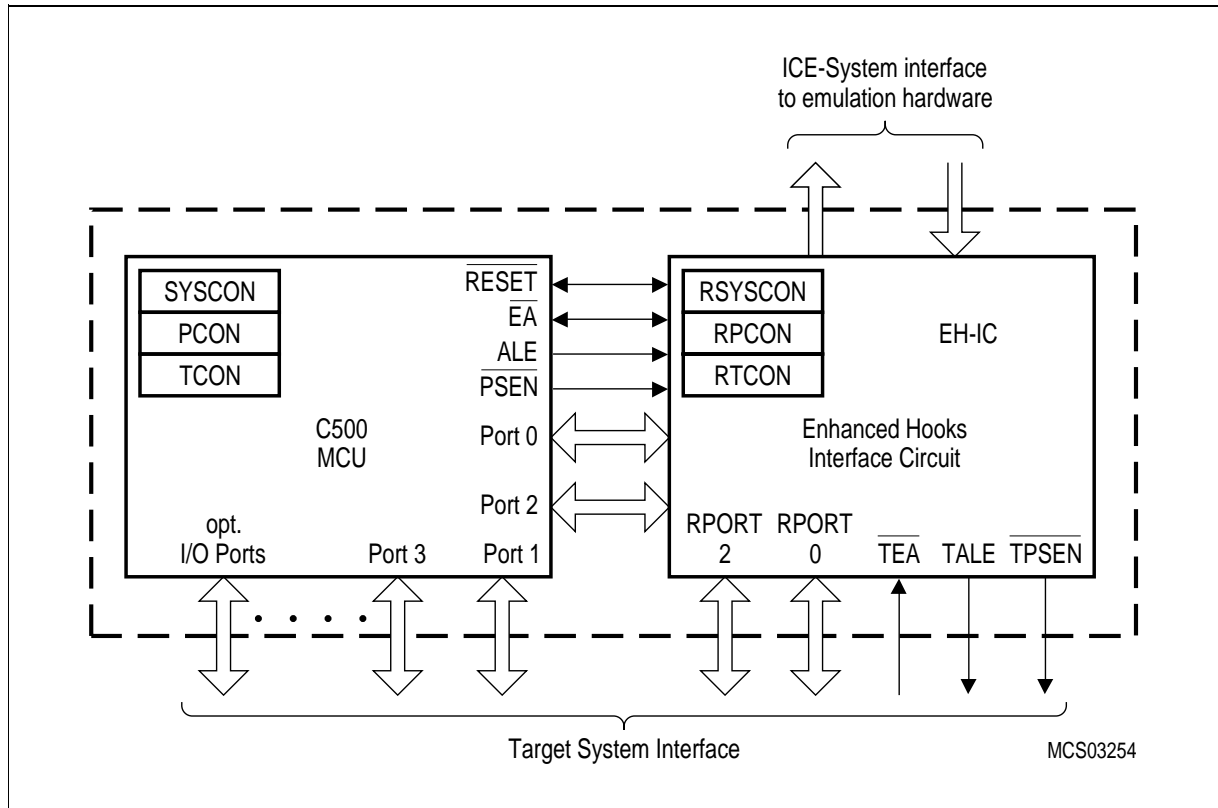 ICE-System interface
to emulation hardware
SYSCON
PCON
TCON
RESET
EA
ALE
PSEN
Port 0
Port 2
C500
MCU
opt.
I/O Ports
Port 3
Port 1
RSYSCON
RPCON
RTCON
EH-IC
Enhanced Hooks
Interface Circuit
RPORT RPORT
2 0 TEA TALE TPSEN
Target System Interface
MCS03254